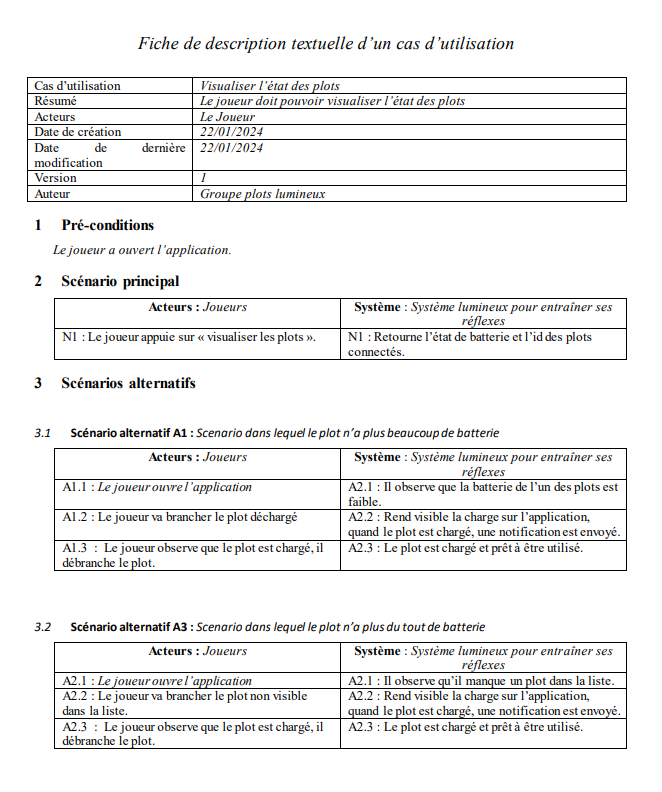 Fiche de description textuelle d'un cas d'utilisation
Cas d'utilisation Visualiser l'état des plots
Résumé Le joueur doit pouvoir visualiser l'état des plots
Acteurs Le Joueur
Date de création 22/01/2024
Date de dernière 22/01/2024
modification
Version 1
Auteur Groupe plots lumineux
1 Pré-conditions
Le joueur a ouvert l'application.
2 Scénario principal
Acteurs : Joueurs Système : Système lumineux pour entraîner ses
réflexes
N1 : Le joueur appuie sur « visualiser les plots ». N1 : Retourne l'état de batterie et l'id des plots
connectés.
3 Scénarios alternatifs
3.1 Scénario alternatif A1 : Scenario dans lequel le plot n'a plus beaucoup de batterie
Acteurs : Joueurs Système : Système lumineux pour entraîner ses
réflexes
A1.1 : Le joueur ouvre l'application A2.1 : Il observe que la batterie de l'un des plots est
faible.
A1.2 : Le joueur va brancher le plot déchargé A2.2 : Rend visible la charge sur l'application,
quand le plot est chargé, une notification est envoyé.
A1.3 : Le joueur observe que le plot est chargé, il A2.3 : Le plot est chargé et prêt à être utilisé.
débranche le plot.
3.2 Scénario alternatif A3 : Scenario dans lequel le plot n'a plus du tout de batterie
Acteurs : Joueurs Système : Système lumineux pour entraîner ses
réflexes
A2.1 : Le joueur ouvre l'application A2.1 : Il observe qu'il manque un plot dans la liste.
A2.2 : Le joueur va brancher le plot non visible A2.2 : Rend visible la charge sur l'application,
dans la liste. quand le plot est chargé, une notification est envoyé.
A2.3 : Le joueur observe que le plot est chargé, il A2.3 : Le plot est chargé et prêt à être utilisé.
débranche le plot.